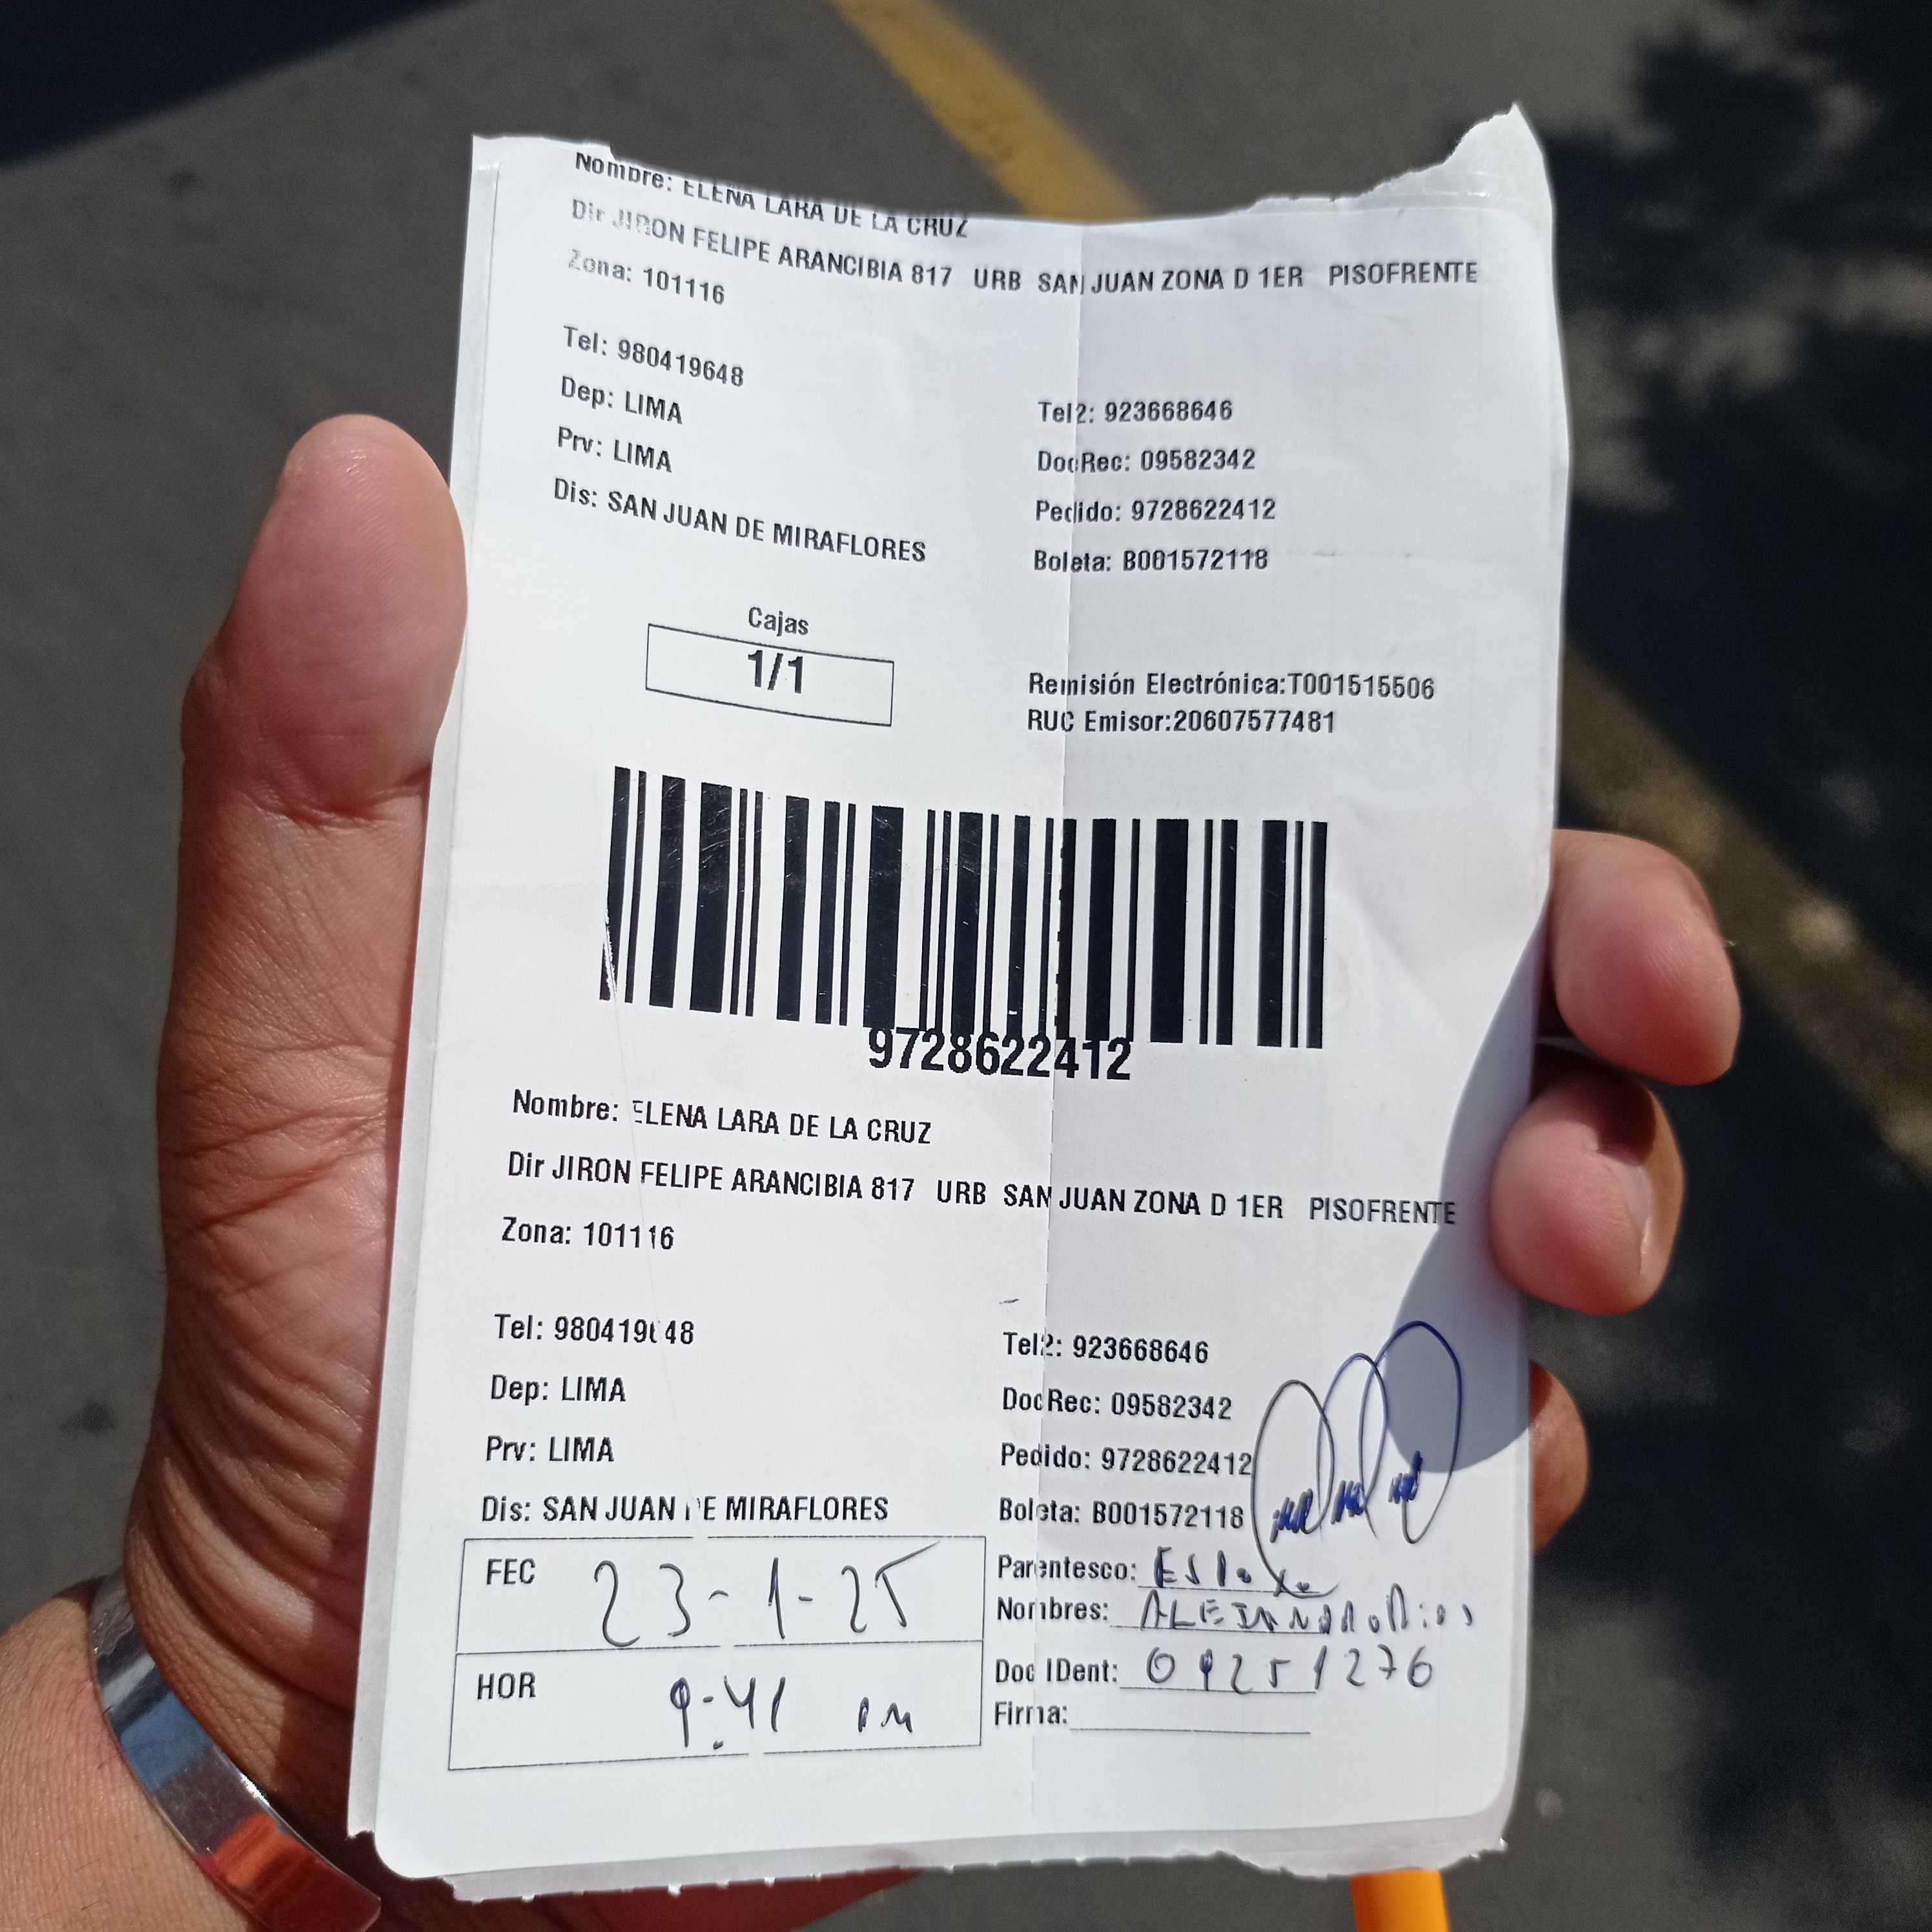 Nombre: ELENA LARA DE LA CRUZ
Dir JIRON FELIPE ARANCIBIA 817 URB SAN JUAN ZONA D 1ER PISOFRENTE
Zona: 101116
Tel: 980419648
Dep: LIMA
Tel2: 923668646
Prv: LIMA
DocRec: 09582342
Dis: SAN JUAN DE MIRAFLORES
Pedido: 9728622412
Boleta: B001572118
Cajas
1/1
Remisión Electrónica:T001515506
RUC Emisor:20607577481
9728622412
Nombre: ELENA LARA DE LA CRUZ
Dir JIRON FELIPE ARANCIBIA 817 URB SAN JUAN ZONA D 1ER PISOFRENTE
Zona: 101116
Tel: 980419648
Tel2: 923668646
Dep: LIMA
DocRec: 09582342
Prv: LIMA
Pedido: 9728622412
Dis: SAN JUAN DE MIRAFLORES
Boleta: B001572118
FEC 23-1-25
Parentesco:
Nombres:
HOR 9:41 am
Doc IDent: 09251276
Firma: